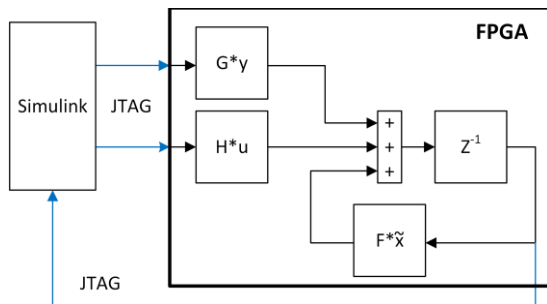 FPGA
G*y
Simulink
JTAG
H*u
+
+
+
Z⁻¹
F*x̃
JTAG